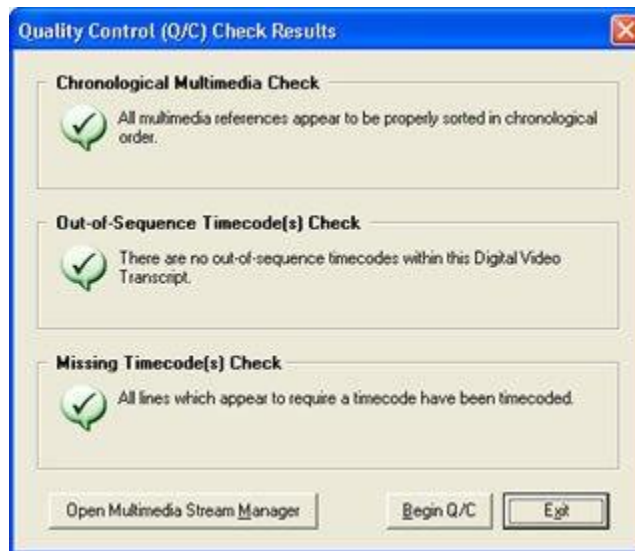 Quality Control (Q/C) Check Results
Chronological Multimedia Check
All multimedia references appear to be properly sorted in chronological
order.
Out-of-Sequence Timecode(s) Check
There are no out-of-sequence timecodes within this Digital Video
Transcript.
Missing Timecode(s) Check
All lines which appear to require a timecode have been timecoded.
Open Multimedia Stream Manager
Begin Q/C
Exit